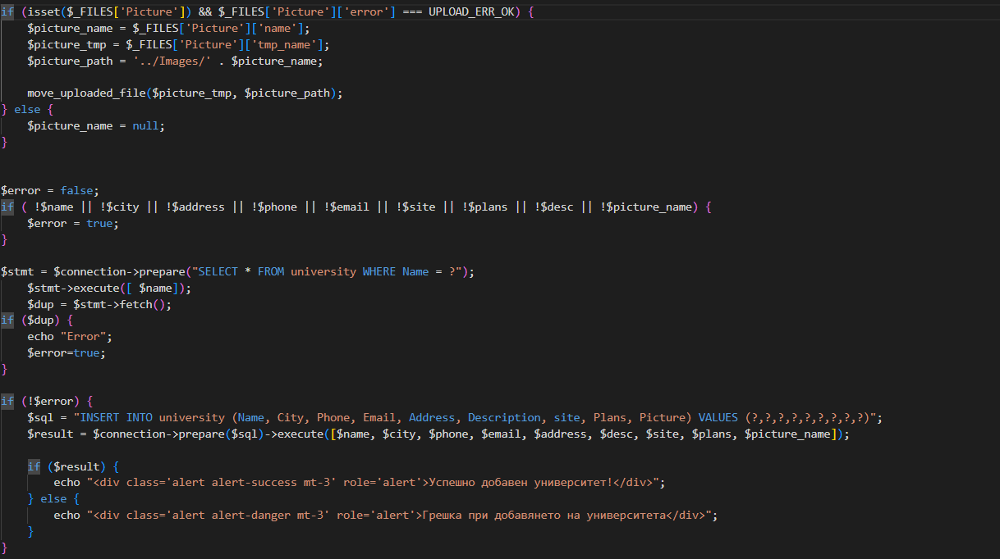 if (isset($_FILES['Picture']) && $_FILES['Picture']['error'] === UPLOAD_ERR_OK) {
    $picture_name = $_FILES['Picture']['name'];
    $picture_tmp = $_FILES['Picture']['tmp_name'];
    $picture_path = '../Images/' . $picture_name;

    move_uploaded_file($picture_tmp, $picture_path);
} else {
    $picture_name = null;
}


$error = false;
if ( !$name || !$city || !$address || !$phone || !$email || !$site || !$plans || !$desc || !$picture_name) {
    $error = true;
}

$stmt = $connection->prepare("SELECT * FROM university WHERE Name = ?");
    $stmt->execute([ $name]);
    $dup = $stmt->fetch();
if ($dup) {
    echo "Error";
    $error=true;
}

if (!$error) {
    $sql = "INSERT INTO university (Name, City, Phone, Email, Address, Description, site, Plans, Picture) VALUES (?,?,?,?,?,?,?,?,?)";
    $result = $connection->prepare($sql)->execute([$name, $city, $phone, $email, $address, $desc, $site, $plans, $picture_name]);

    if ($result) {
        echo "<div class='alert alert-success mt-3' role='alert'>Успешно добавен университет!</div>";
    } else {
        echo "<div class='alert alert-danger mt-3' role='alert'>Грешка при добавянето на университета</div>";
    }
}